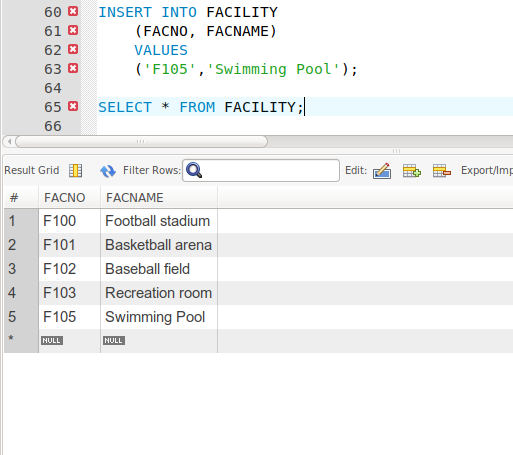 60 INSERT INTO FACILITY
61 (FACNO, FACNAME)
62 VALUES
63 ('F105','Swimming Pool');
64
65 SELECT * FROM FACILITY;
66
Result Grid Filter Rows: Edit: Export/Imp
# FACNO FACNAME
1 F100 Football stadium
2 F101 Basketball arena
3 F102 Baseball field
4 F103 Recreation room
5 F105 Swimming Pool
* NULL NULL